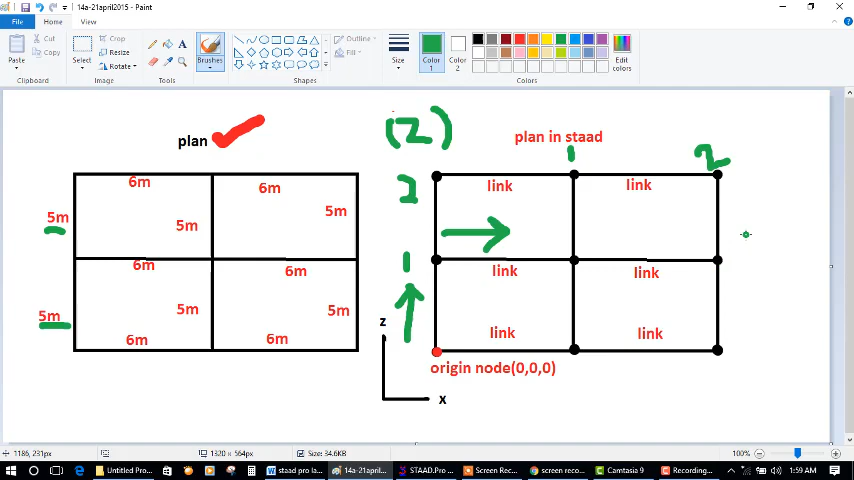 14a-21april2015 - Paint
File Home View
Paste
Cut
Copy
Clipboard
Select
Crop
Resize
Rotate
Image
Tools
Brushes
Shapes
Outline
Fill
Size
Color 1
Color 2
Edit colors
Colors
plan
(2)
plan in staad
1
2
6m
6m
2
link
link
5m
5m
5m
6m
6m
1
link
link
5m
5m
5m
z
6m
6m
link
link
origin node(0,0,0)
x
1186, 231px
1320 × 564px
Size: 34.6KB
100%
Untitled Pro...
staad pro la...
14a-21april...
STAAD.Pro ...
Screen Rec...
screen reco...
Camtasia 9
Recording...
1:59 AM